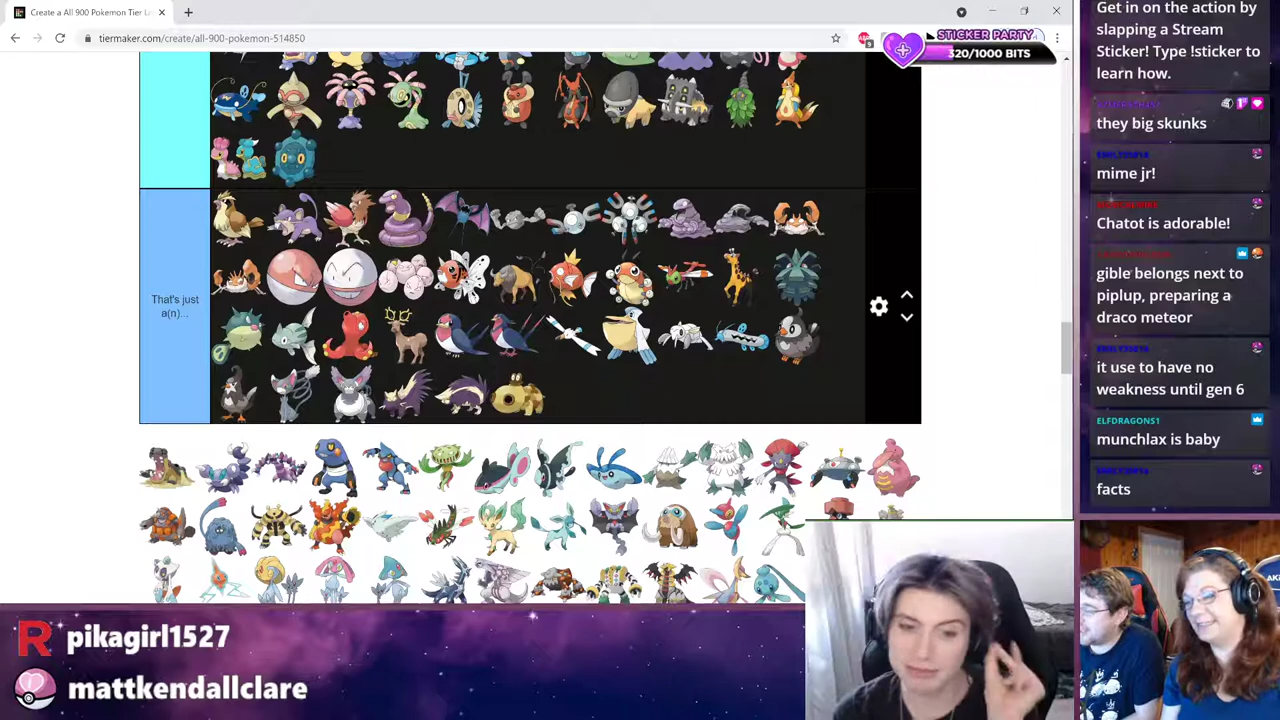 Create a All 900 Pokemon Tier Li
tiermaker.com/create/all-900-pokemon-514850
STICKER PARTY
320/1000 BITS
Get in on the action by
slapping a Stream
Sticker! Type !sticker to
learn how.
they big skunks
mime jr!
Chatot is adorable!
gible belongs next to
piplup, preparing a
draco meteor
it use to have no
weakness until gen 6
ELFDRAGONS1
munchlax is baby
facts
That's just
a(n)...
R pikagirl1527
mattkendallclare